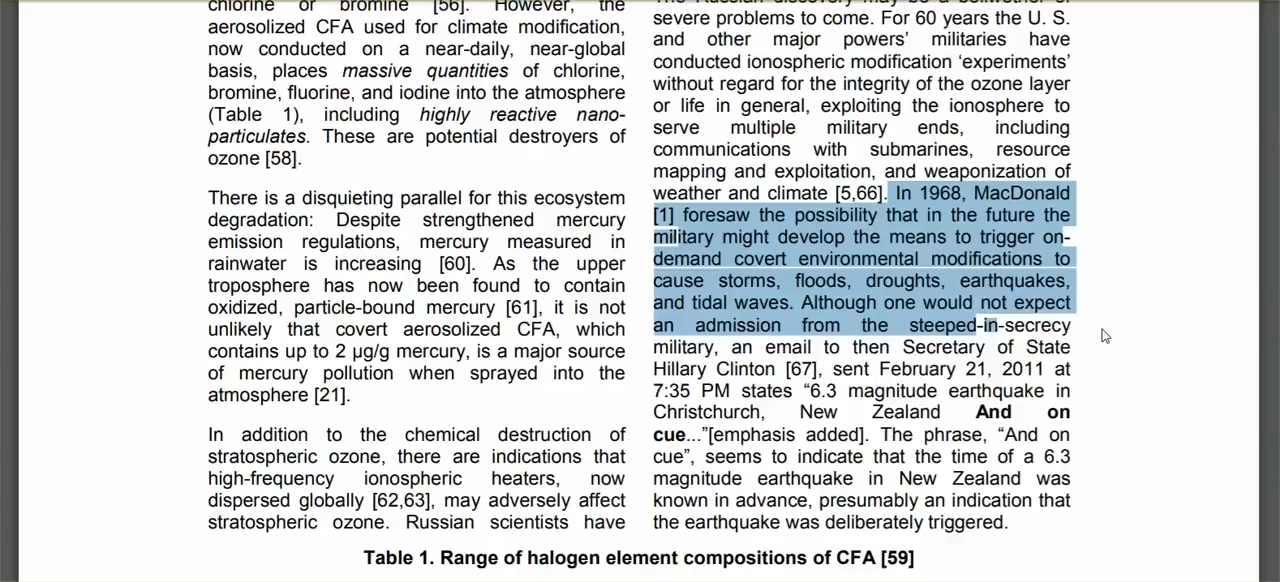 chlorine or bromine [56]. However, the
aerosolized CFA used for climate modification,
now conducted on a near-daily, near-global
basis, places massive quantities of chlorine,
bromine, fluorine, and iodine into the atmosphere
(Table 1), including highly reactive nano-
particulates. These are potential destroyers of
ozone [58].
There is a disquieting parallel for this ecosystem
degradation: Despite strengthened mercury
emission regulations, mercury measured in
rainwater is increasing [60]. As the upper
troposphere has now been found to contain
oxidized, particle-bound mercury [61], it is not
unlikely that covert aerosolized CFA, which
contains up to 2 µg/g mercury, is a major source
of mercury pollution when sprayed into the
atmosphere [21].
In addition to the chemical destruction of
stratospheric ozone, there are indications that
high-frequency ionospheric heaters, now
dispersed globally [62,63], may adversely affect
stratospheric ozone. Russian scientists have
The Russian discovery may be a bellwether of
severe problems to come. For 60 years the U. S.
and other major powers' militaries have
conducted ionospheric modification 'experiments'
without regard for the integrity of the ozone layer
or life in general, exploiting the ionosphere to
serve multiple military ends, including
communications with submarines, resource
mapping and exploitation, and weaponization of
weather and climate [5,66]. In 1968, MacDonald
[1] foresaw the possibility that in the future the
military might develop the means to trigger on-
demand covert environmental modifications to
cause storms, floods, droughts, earthquakes,
and tidal waves. Although one would not expect
an admission from the steeped-in-secrecy
military, an email to then Secretary of State
Hillary Clinton [67], sent February 21, 2011 at
7:35 PM states "6.3 magnitude earthquake in
Christchurch, New Zealand And on
cue..."[emphasis added]. The phrase, "And on
cue", seems to indicate that the time of a 6.3
magnitude earthquake in New Zealand was
known in advance, presumably an indication that
the earthquake was deliberately triggered.
Table 1. Range of halogen element compositions of CFA [59]